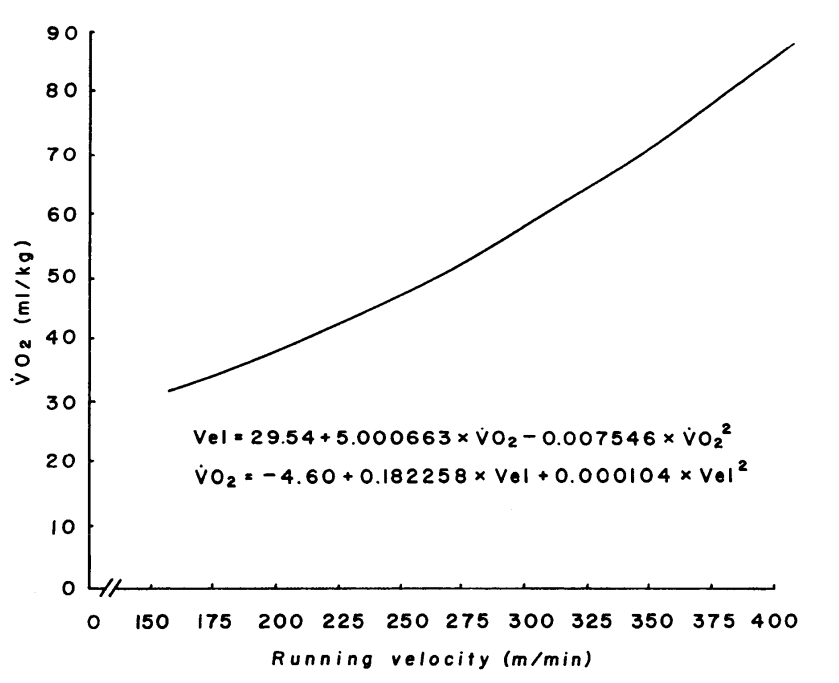 90
80
70
60
50
40
30
20
10
0
V̇O₂ (ml/kg)
Vel = 29.54 + 5.000663 × V̇O₂ − 0.007546 × V̇O₂²
V̇O₂ = −4.60 + 0.182258 × Vel + 0.000104 × Vel²
0 150 175 200 225 250 275 300 325 350 375 400
Running velocity (m/min)